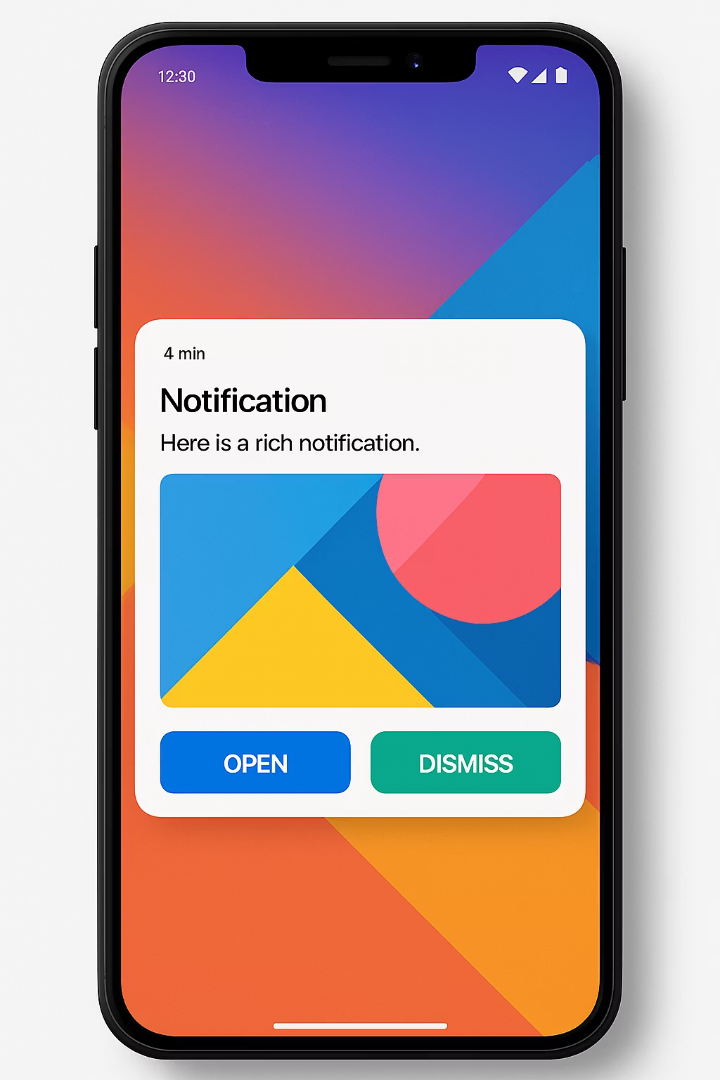 12:30
4 min
Notification
Here is a rich notification.
OPEN
DISMISS